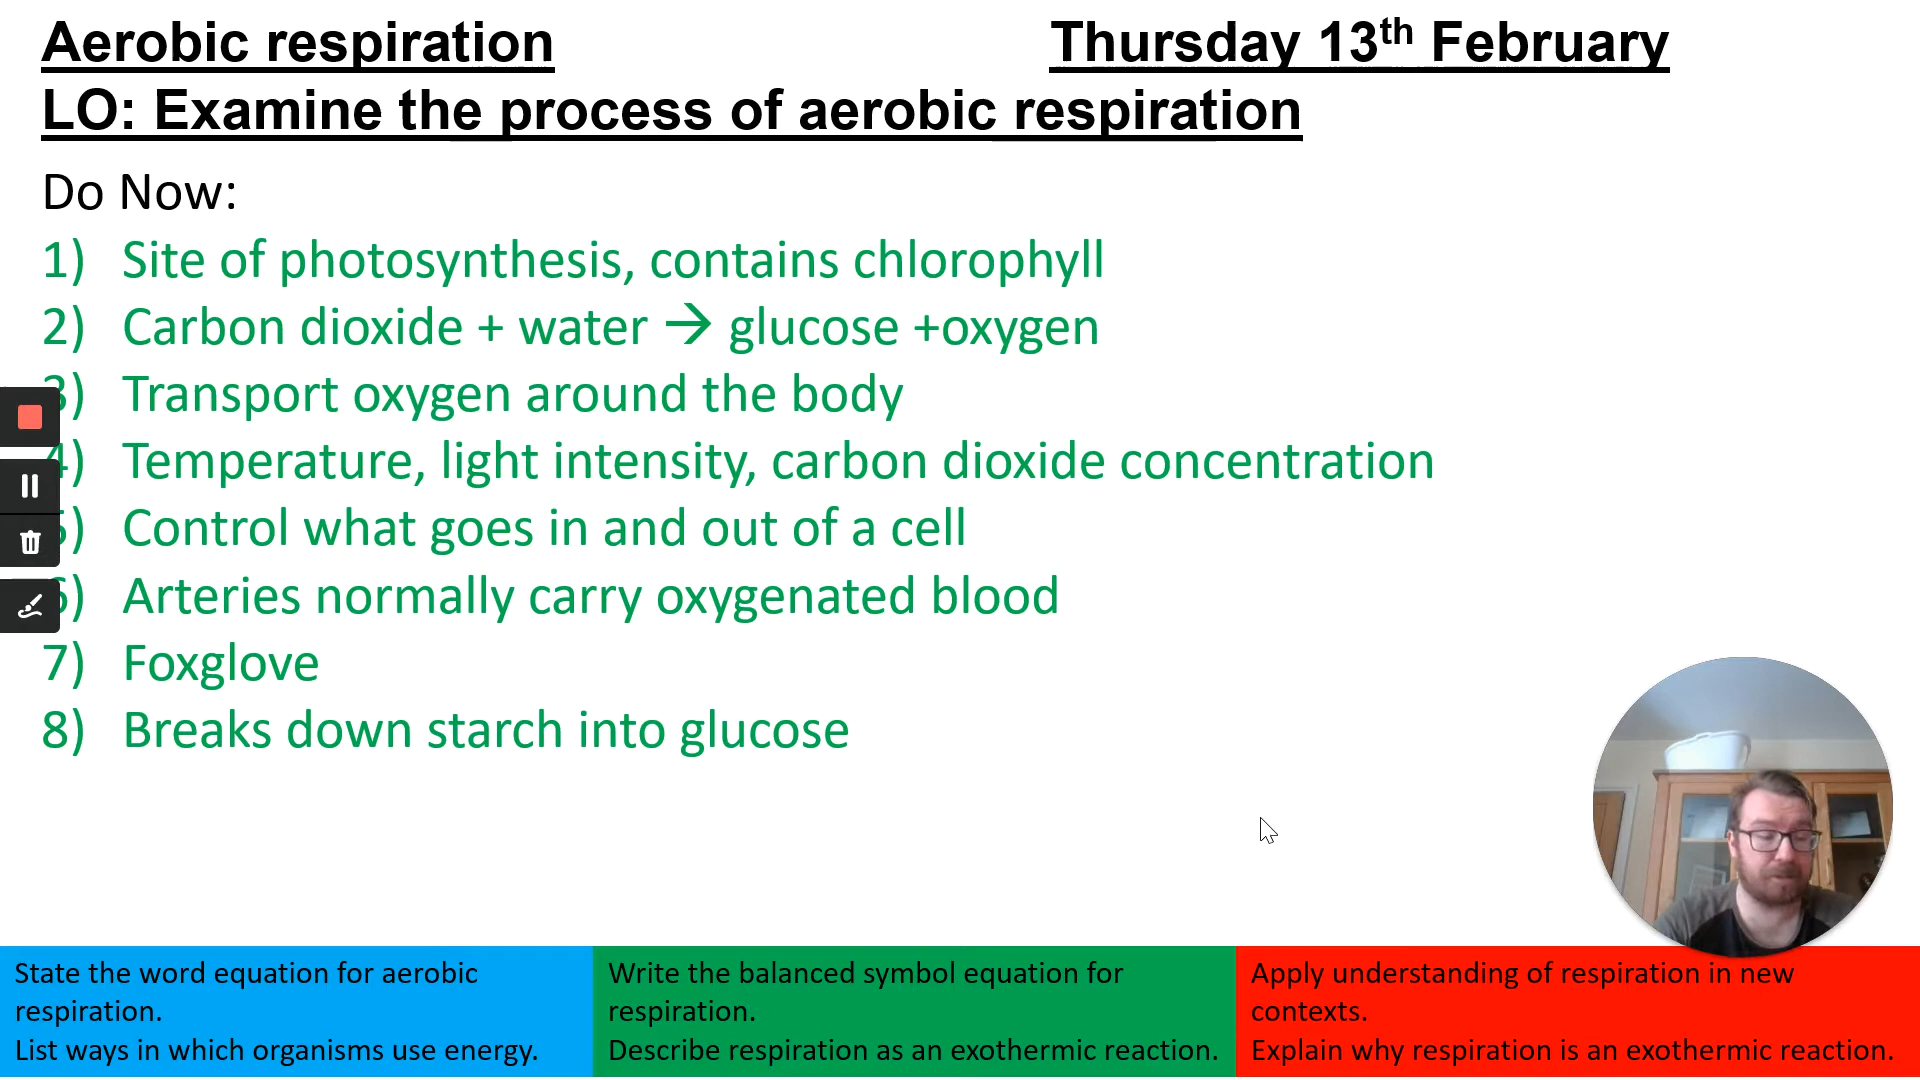 Aerobic respiration Thursday 13th February
LO: Examine the process of aerobic respiration
Do Now:
1) Site of photosynthesis, contains chlorophyll
2) Carbon dioxide + water → glucose +oxygen
3) Transport oxygen around the body
4) Temperature, light intensity, carbon dioxide concentration
5) Control what goes in and out of a cell
6) Arteries normally carry oxygenated blood
7) Foxglove
8) Breaks down starch into glucose
State the word equation for aerobic
respiration.
List ways in which organisms use energy.
Write the balanced symbol equation for
respiration.
Describe respiration as an exothermic reaction.
Apply understanding of respiration in new
contexts.
Explain why respiration is an exothermic reaction.